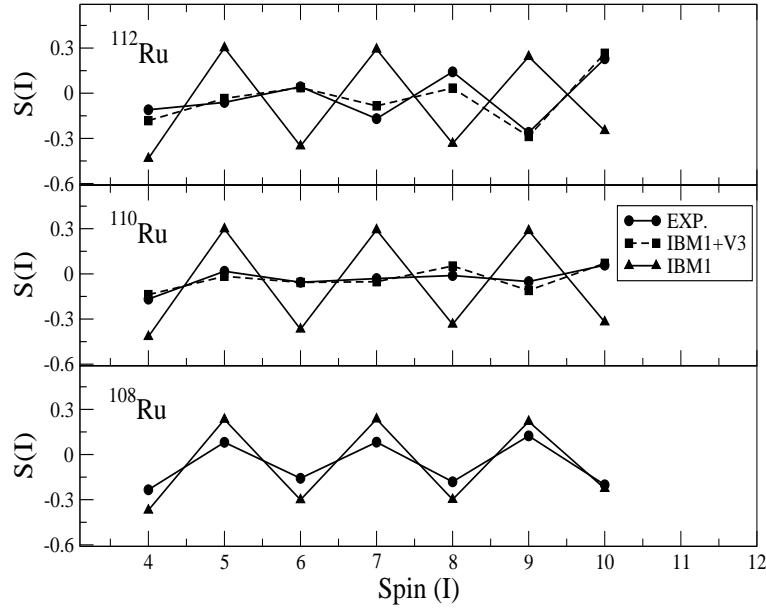 0.3
0
-0.3
-0.6
S(I)
¹¹²Ru
0.3
0
-0.3
-0.6
S(I)
¹¹⁰Ru
EXP.
IBM1+V3
IBM1
0.3
0
-0.3
-0.6
S(I)
¹⁰⁸Ru
4 5 6 7 8 9 10 11 12
Spin (I)